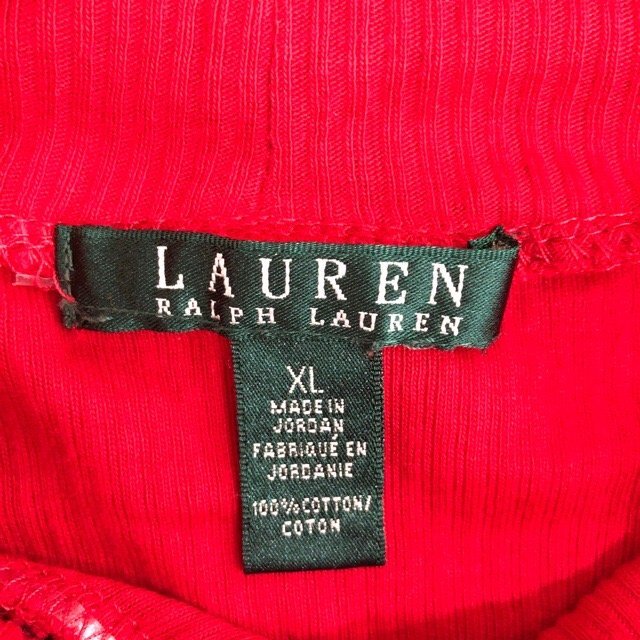 LAUREN
RALPH LAUREN
XL
MADE IN
JORDAN
FABRIQUÉ EN
JORDANIE
100% COTTON/
COTON